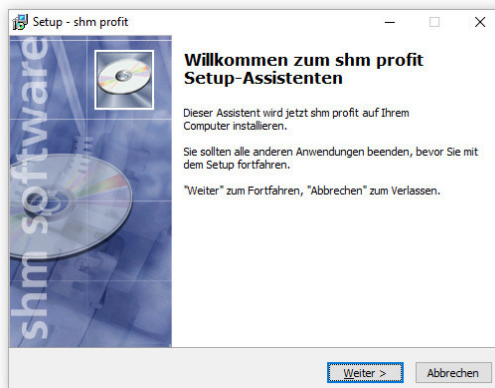 Setup - shm profit
shm software
Willkommen zum shm profit
Setup-Assistenten
Dieser Assistent wird jetzt shm profit auf Ihrem
Computer installieren.
Sie sollten alle anderen Anwendungen beenden, bevor Sie mit
dem Setup fortfahren.
"Weiter" zum Fortfahren, "Abbrechen" zum Verlassen.
Weiter >
Abbrechen